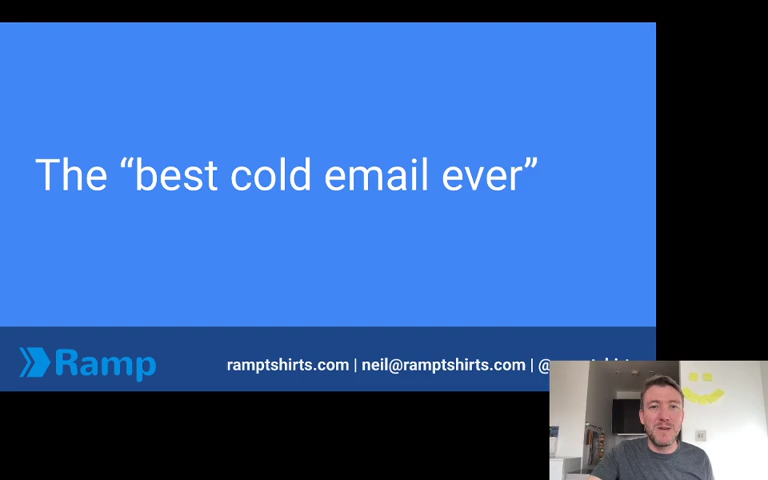 The “best cold email ever”
Ramp
ramptshirts.com | neil@ramptshirts.com |